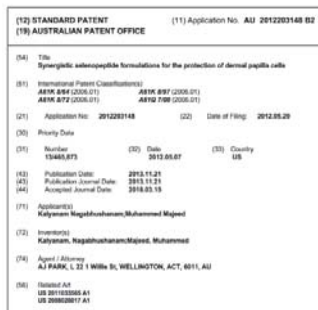 (12) STANDARD PATENT (11) Application No. AU 2012203148 B2
(19) AUSTRALIAN PATENT OFFICE
(54) Title
Synergistic selenopeptide formulations for the protection of dermal papilla cells
(51) International Patent Classification(s)
A61K 8/64 (2006.01) A61K 8/97 (2006.01)
A61K 8/72 (2006.01) A61Q 7/00 (2006.01)
(21) Application No: 2012203148 (22) Date of Filing: 2012.05.29
(30) Priority Data
(31) Number (32) Date (33) Country
13/465,873 2012.05.07 US
(43) Publication Date: 2013.11.21
(43) Publication Journal Date: 2013.11.21
(44) Accepted Journal Date: 2018.03.15
(71) Applicant(s)
Kalyanam Nagabhushanam;Muhammed Majeed
(72) Inventor(s)
Kalyanam, Nagabhushanam;Majeed, Muhammed
(74) Agent / Attorney
AJ PARK, L 22 1 Willis St, WELLINGTON, ACT, 6011, AU
(56) Related Art
US 2011033565 A1
US 2008026017 A1